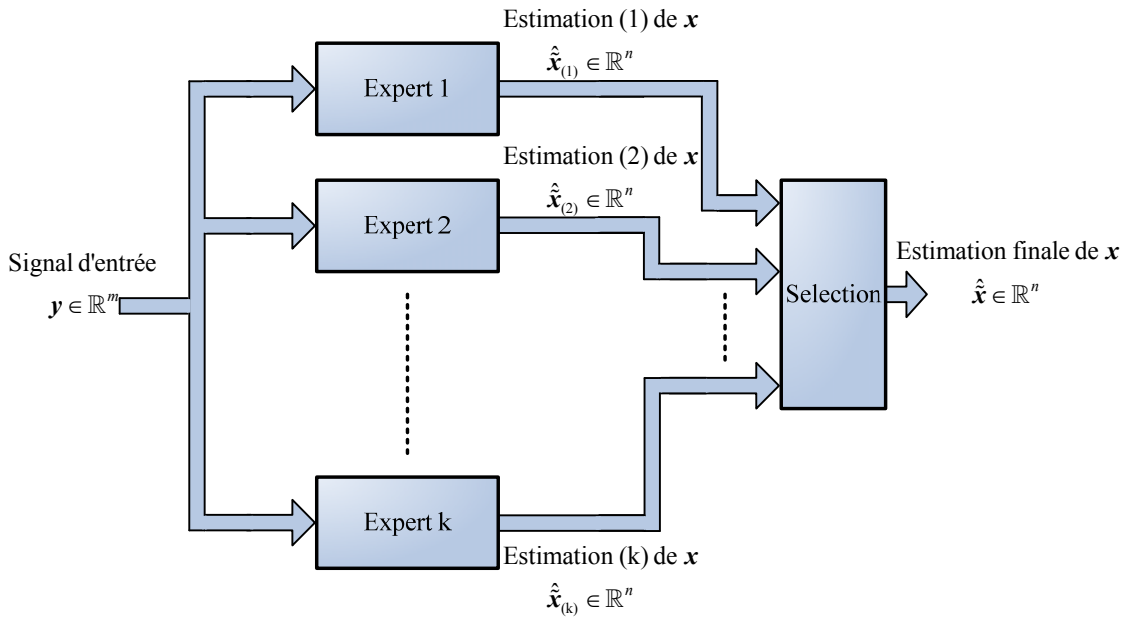 Estimation (1) de x
x̃̂(1) ∈ ℝⁿ
Expert 1
Estimation (2) de x
x̃̂(2) ∈ ℝⁿ
Expert 2
Signal d'entrée
y ∈ ℝᵐ
Selection
Estimation finale de x
x̃̂ ∈ ℝⁿ
Expert k
Estimation (k) de x
x̃̂(k) ∈ ℝⁿ